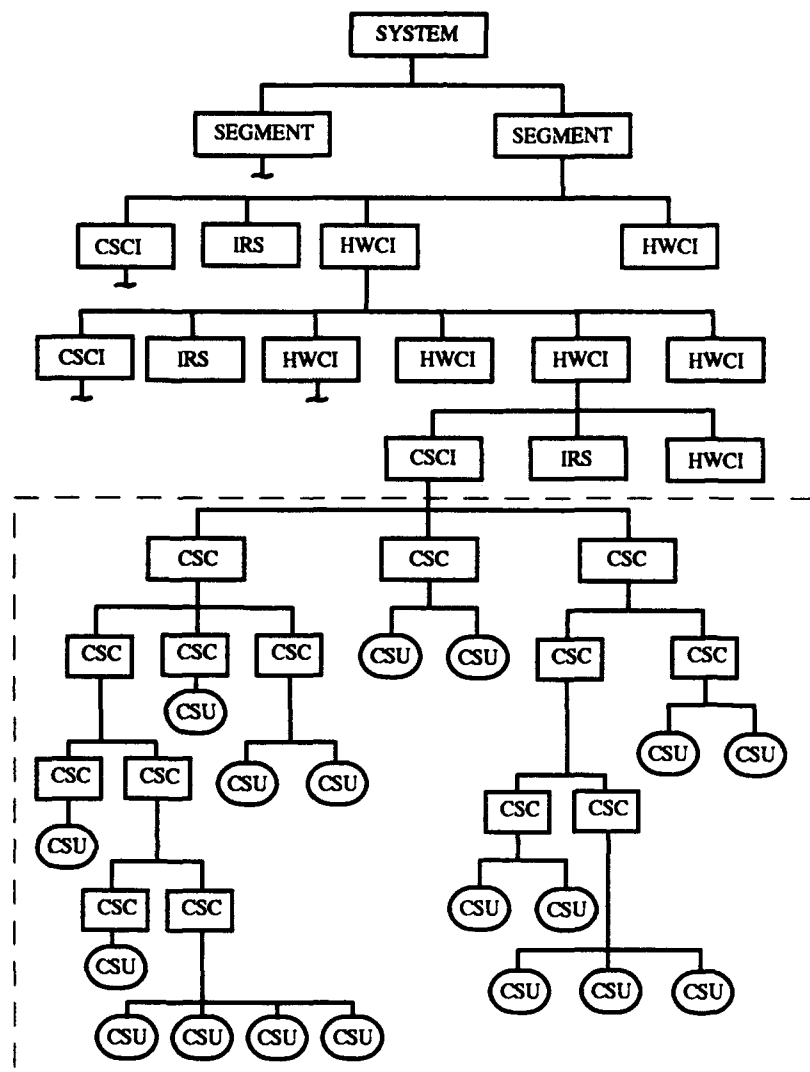 SYSTEM
SEGMENT SEGMENT
CSCI IRS HWCI HWCI
CSCI IRS HWCI HWCI HWCI HWCI
CSCI IRS HWCI
CSC CSC CSC
CSC CSC CSC CSU CSU CSC CSC
CSU
CSC CSC CSU CSU CSU CSU
CSC CSC
CSU
CSC CSC CSU CSU
CSU
CSU CSU CSU
CSU CSU CSU CSU